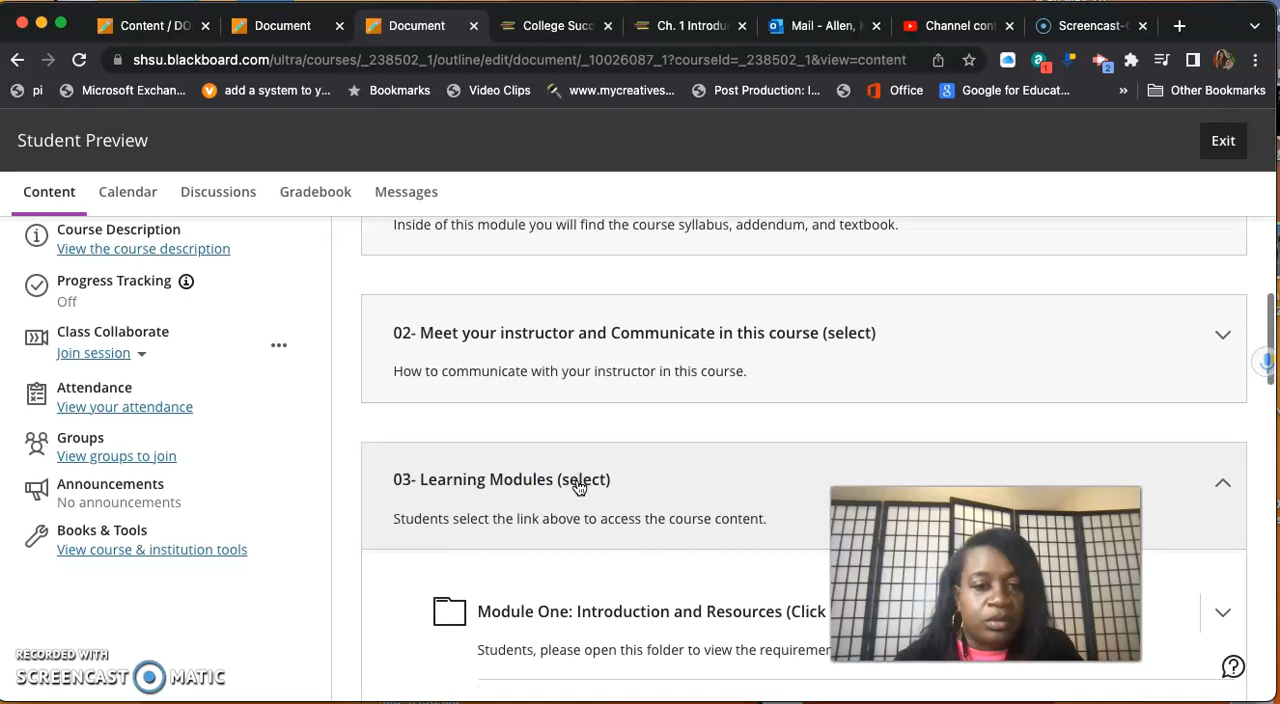 Content / DO
Document
Document
College Succ
Ch. 1 Introdu
Mail - Allen, M
Channel con
Screencast-O
shsu.blackboard.com/ultra/courses/_238502_1/outline/edit/document/_10026087_1?courseId=_238502_1&view=content
1
2
pi
Microsoft Exchan...
add a system to y...
Bookmarks
Video Clips
www.mycreatives...
Post Production: I...
Office
Google for Educat...
»
Other Bookmarks
Student Preview
Exit
Content
Calendar
Discussions
Gradebook
Messages
Course Description
View the course description
Progress Tracking
Off
Class Collaborate
Join session
Attendance
View your attendance
Groups
View groups to join
Announcements
No announcements
Books & Tools
View course & institution tools
Inside of this module you will find the course syllabus, addendum, and textbook.
02- Meet your instructor and Communicate in this course (select)
How to communicate with your instructor in this course.
03- Learning Modules (select)
Students select the link above to access the course content.
Module One: Introduction and Resources (Click
Students, please open this folder to view the requiremen
RECORDED WITH
SCREENCAST MATIC